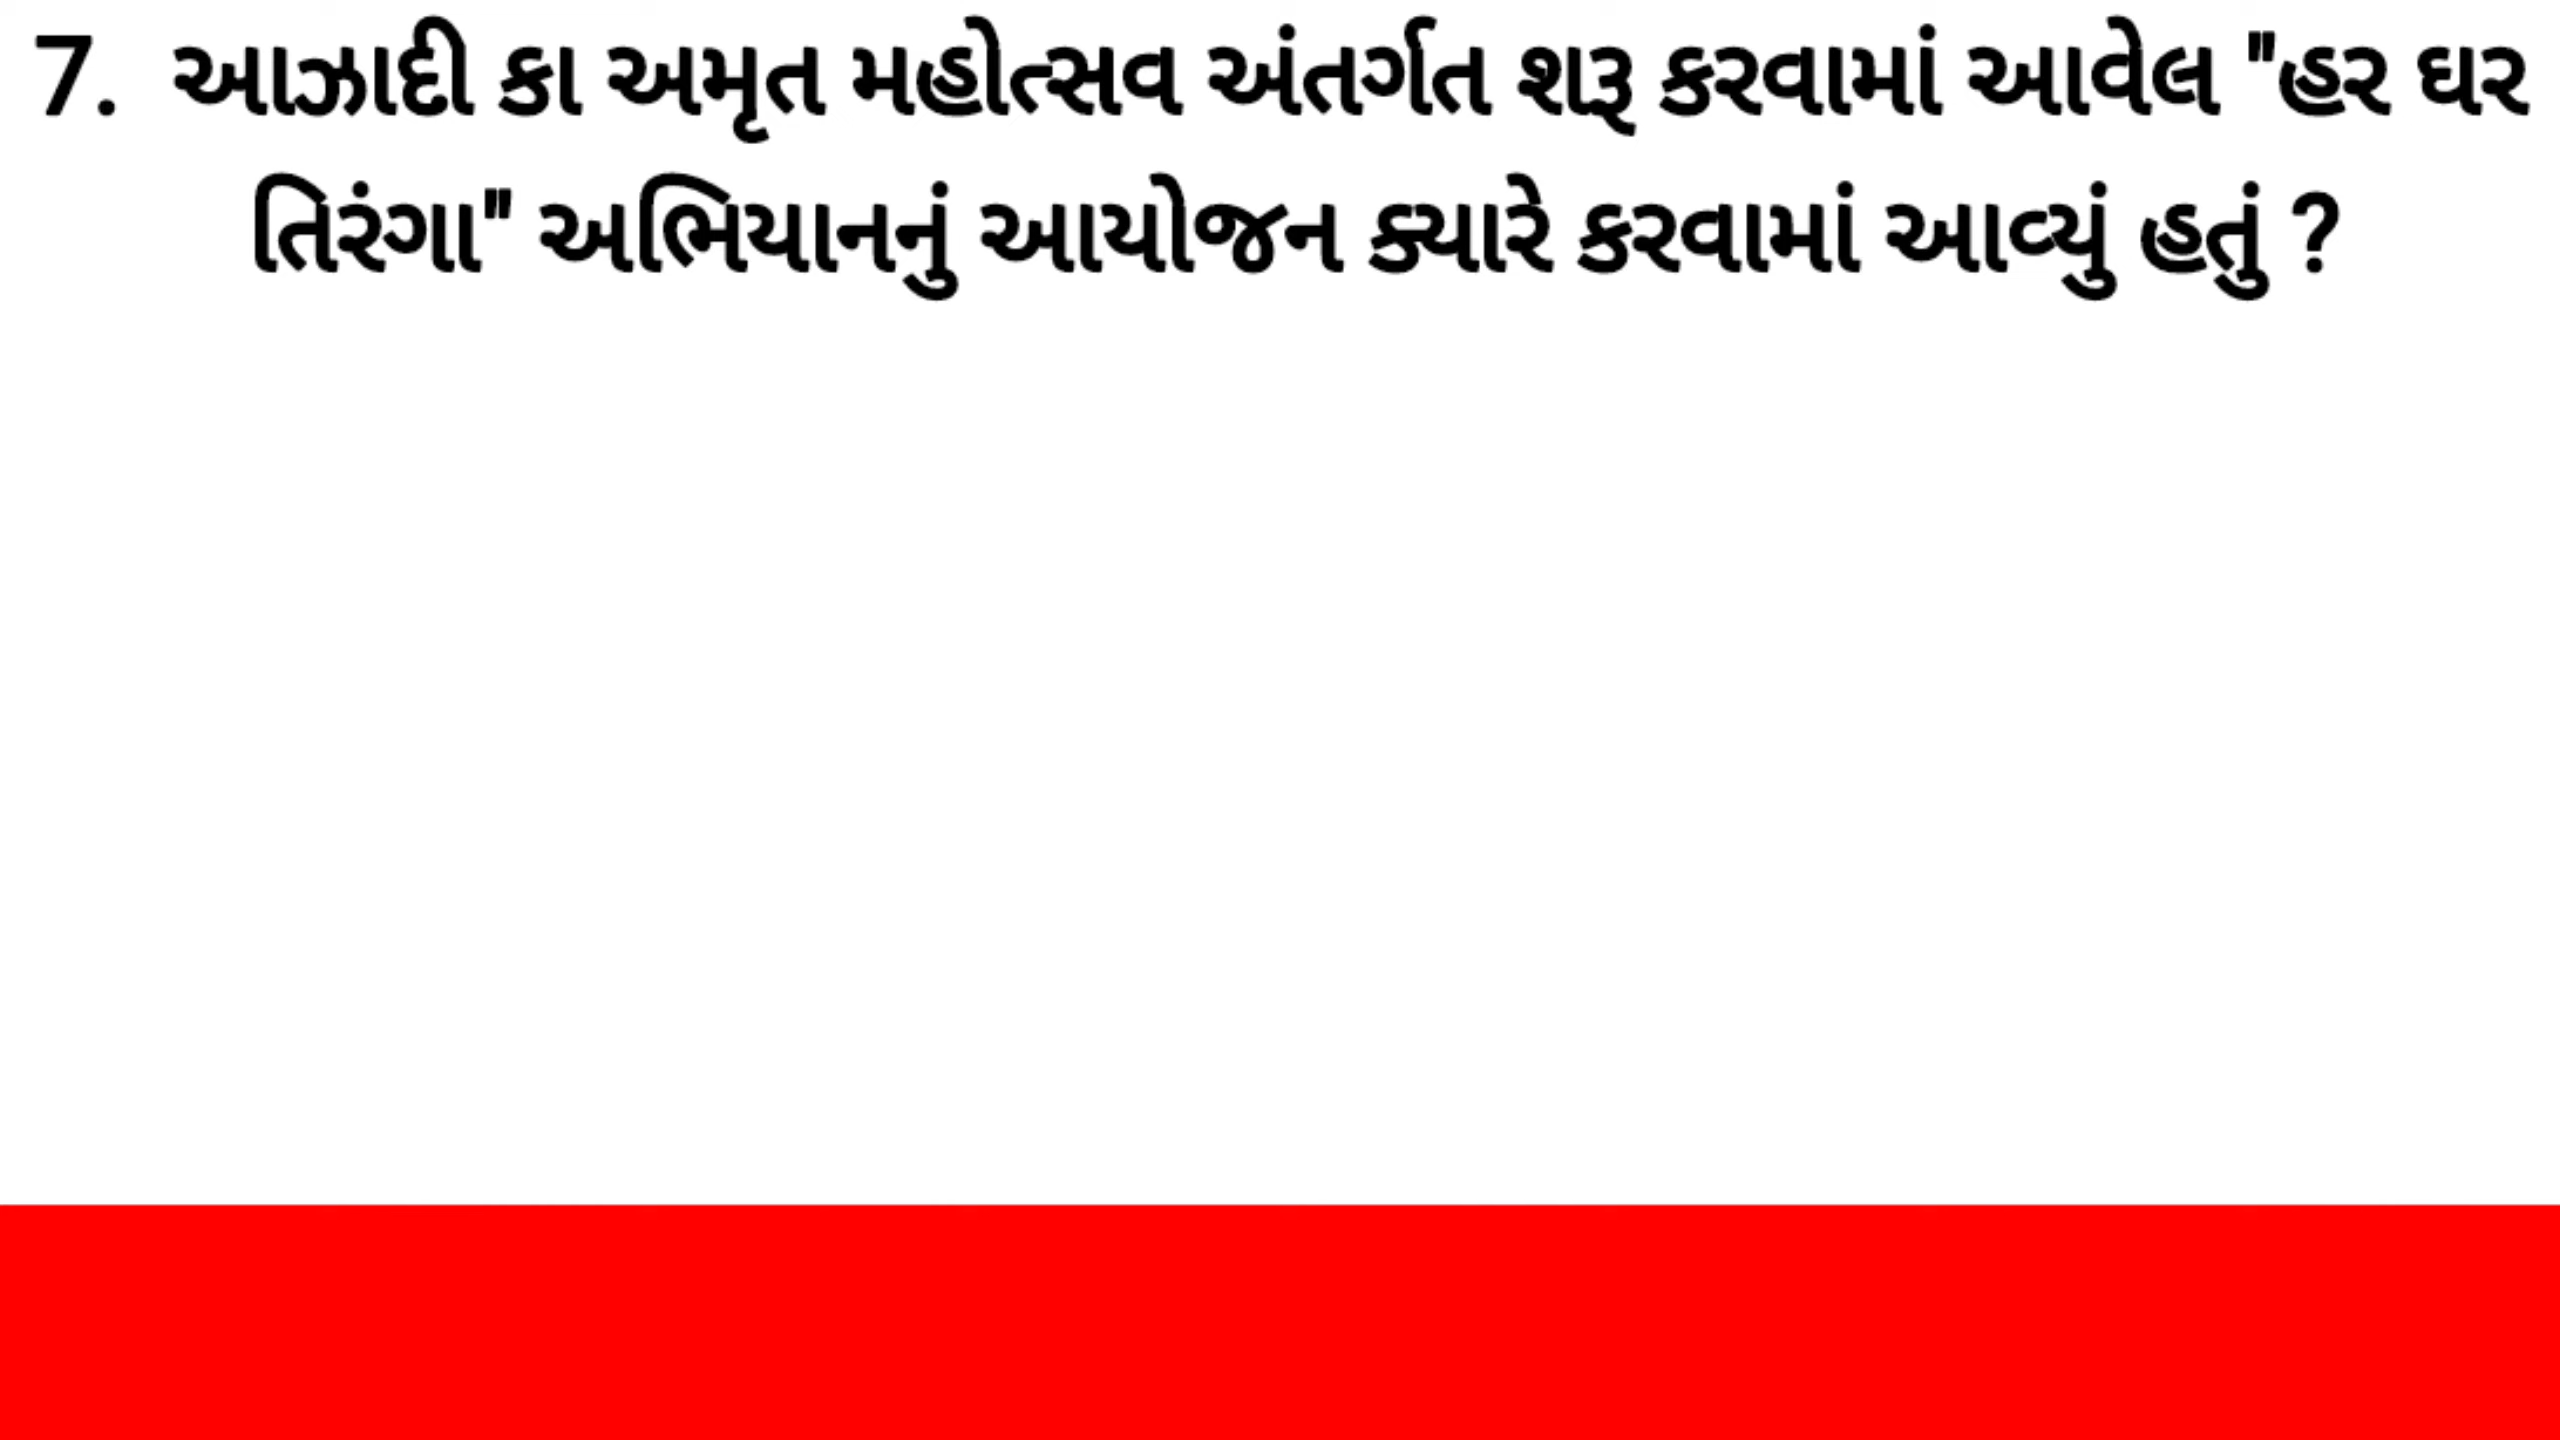 7. આઝાદી કા અમૃત મહોત્સવ અંતર્ગત શરૂ કરવામાં આવેલ "હર ઘર
તિરંગા" અભિયાનનું આયોજન ક્યારે કરવામાં આવ્યું હતું ?